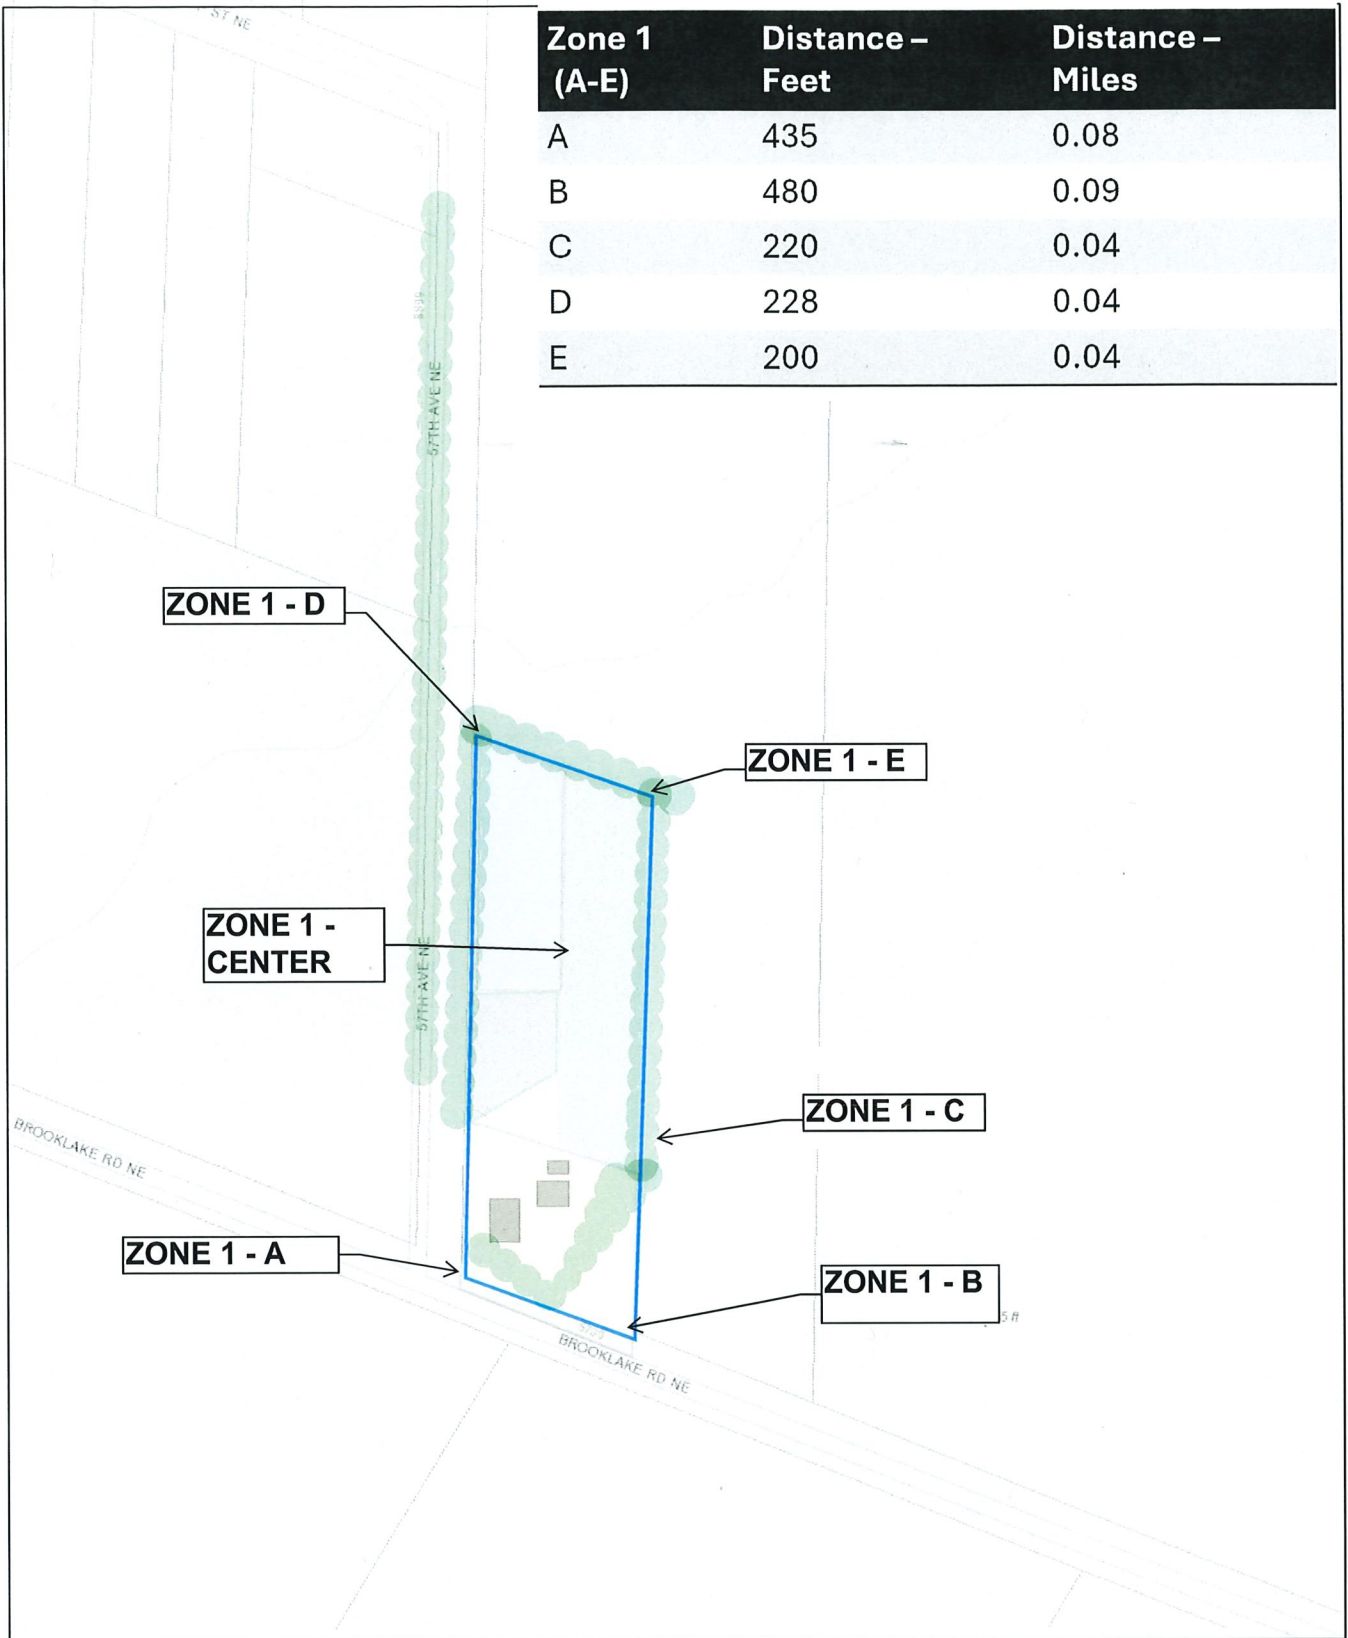 ST NE
Zone 1 Distance – Distance –
(A-E) Feet Miles
A 435 0.08
B 480 0.09
C 220 0.04
D 228 0.04
E 200 0.04
57TH AVE NE
ZONE 1 - D
ZONE 1 - E
ZONE 1 -
CENTER
57TH AVE NE
ZONE 1 - C
BROOKLAKE RD NE
ZONE 1 - A
ZONE 1 - B
5 ft
BROOKLAKE RD NE